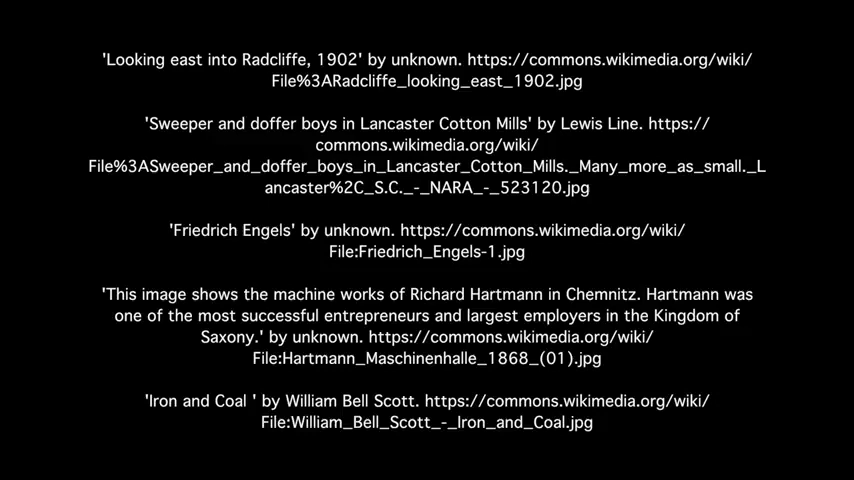 'Looking east into Radcliffe, 1902' by unknown. https://commons.wikimedia.org/wiki/
File%3ARadcliffe_looking_east_1902.jpg
'Sweeper and doffer boys in Lancaster Cotton Mills' by Lewis Line. https://
commons.wikimedia.org/wiki/
File%3ASweeper_and_doffer_boys_in_Lancaster_Cotton_Mills._Many_more_as_small._L
ancaster%2C_S.C._-_NARA_-_523120.jpg
'Friedrich Engels' by unknown. https://commons.wikimedia.org/wiki/
File:Friedrich_Engels-1.jpg
'This image shows the machine works of Richard Hartmann in Chemnitz. Hartmann was
one of the most successful entrepreneurs and largest employers in the Kingdom of
Saxony.' by unknown. https://commons.wikimedia.org/wiki/
File:Hartmann_Maschinenhalle_1868_(01).jpg
'Iron and Coal ' by William Bell Scott. https://commons.wikimedia.org/wiki/
File:William_Bell_Scott_-_Iron_and_Coal.jpg